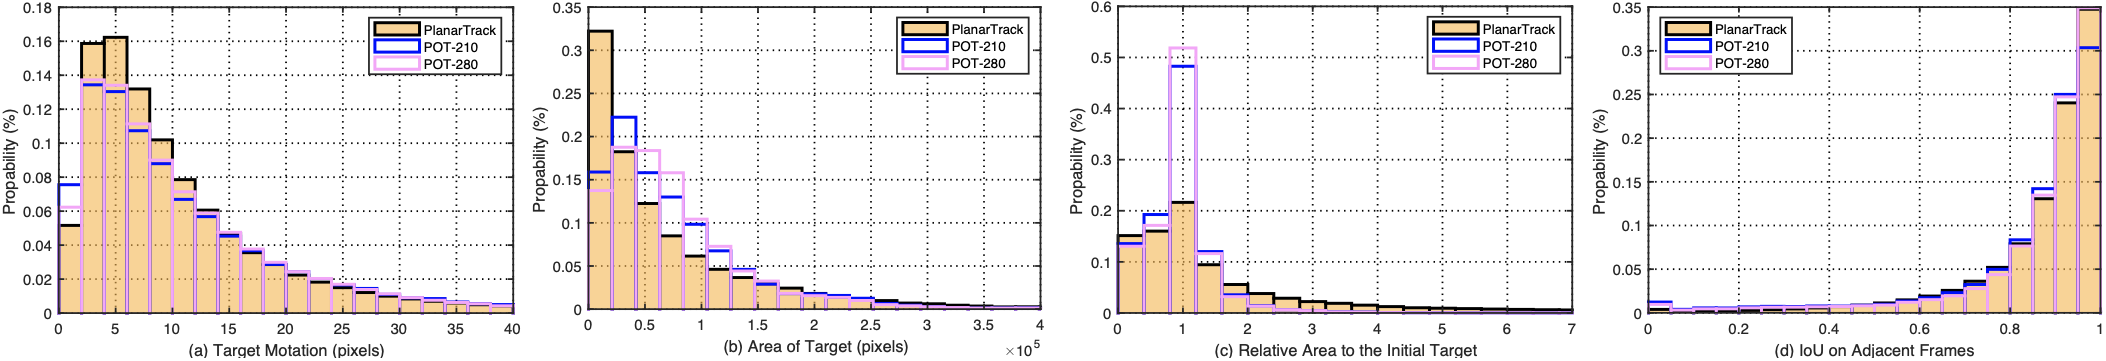 0.18
0.16
0.14
0.12
0.1
0.08
0.06
0.04
0.02
0
Propability (%)
PlanarTrack
POT-210
POT-280
0 5 10 15 20 25 30 35 40
(a) Target Motation (pixels)
0.35
0.3
0.25
0.2
0.15
0.1
0.05
0
Propability (%)
PlanarTrack
POT-210
POT-280
0 0.5 1 1.5 2 2.5 3 3.5 4
(b) Area of Target (pixels)
×10^5
0.6
0.5
0.4
0.3
0.2
0.1
0
Propability (%)
PlanarTrack
POT-210
POT-280
0 1 2 3 4 5 6 7
(c) Relative Area to the Initial Target
0.35
0.3
0.25
0.2
0.15
0.1
0.05
0
Propability (%)
PlanarTrack
POT-210
POT-280
0 0.2 0.4 0.6 0.8 1
(d) IoU on Adjacent Frames